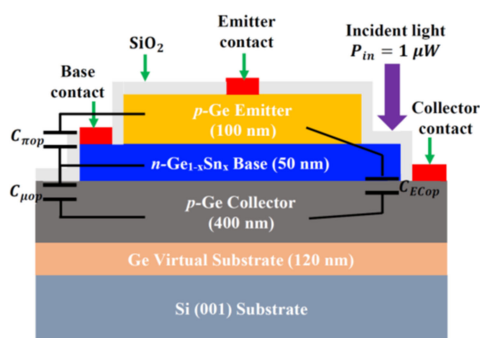 Emitter
contact
SiO₂
Incident light
P_in = 1 μW
Base
contact
Collector
contact
p-Ge Emitter
(100 nm)
C_πop
n-Ge₁₋ₓSnₓ Base (50 nm)
C_μop
C_ECop
p-Ge Collector
(400 nm)
Ge Virtual Substrate (120 nm)
Si (001) Substrate